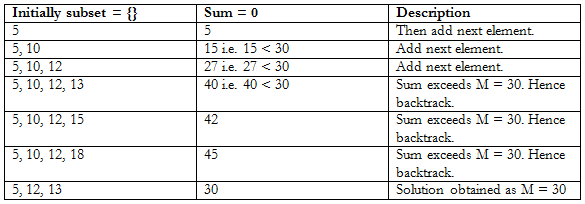 Initially subset = {} Sum = 0 Description
5 5 Then add next element.
5, 10 15 i.e. 15 < 30 Add next element.
5, 10, 12 27 i.e. 27 < 30 Add next element.
5, 10, 12, 13 40 i.e. 40 < 30 Sum exceeds M = 30. Hence
backtrack.
5, 10, 12, 15 42 Sum exceeds M = 30. Hence
backtrack.
5, 10, 12, 18 45 Sum exceeds M = 30. Hence
backtrack.
5, 12, 13 30 Solution obtained as M = 30